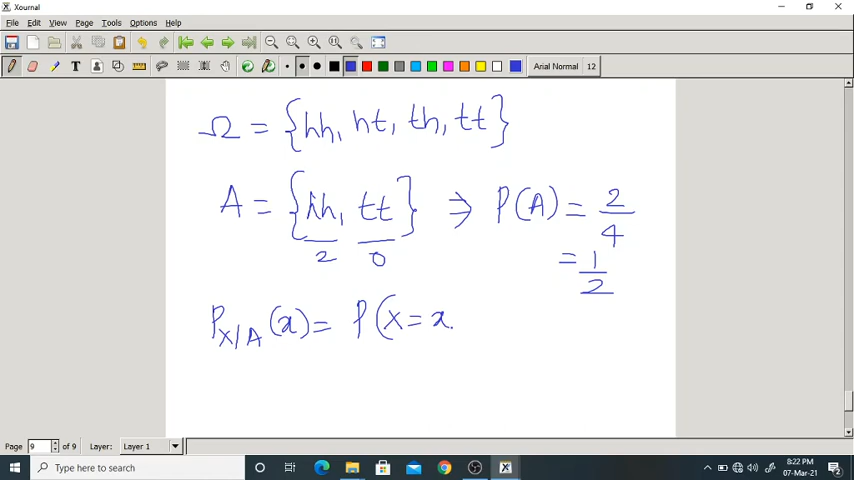 Xournal
File Edit View Page Tools Options Help
Arial Normal 12
Ω = {hh, ht, th, tt}
A = {hh, tt} ⇒ P(A) = 2/4
2 0
= 1/2
P_{X/A}(x) = P(X = x
Page 9 of 9 Layer: Layer 1
Type here to search
8:22 PM
07-Mar-21
2